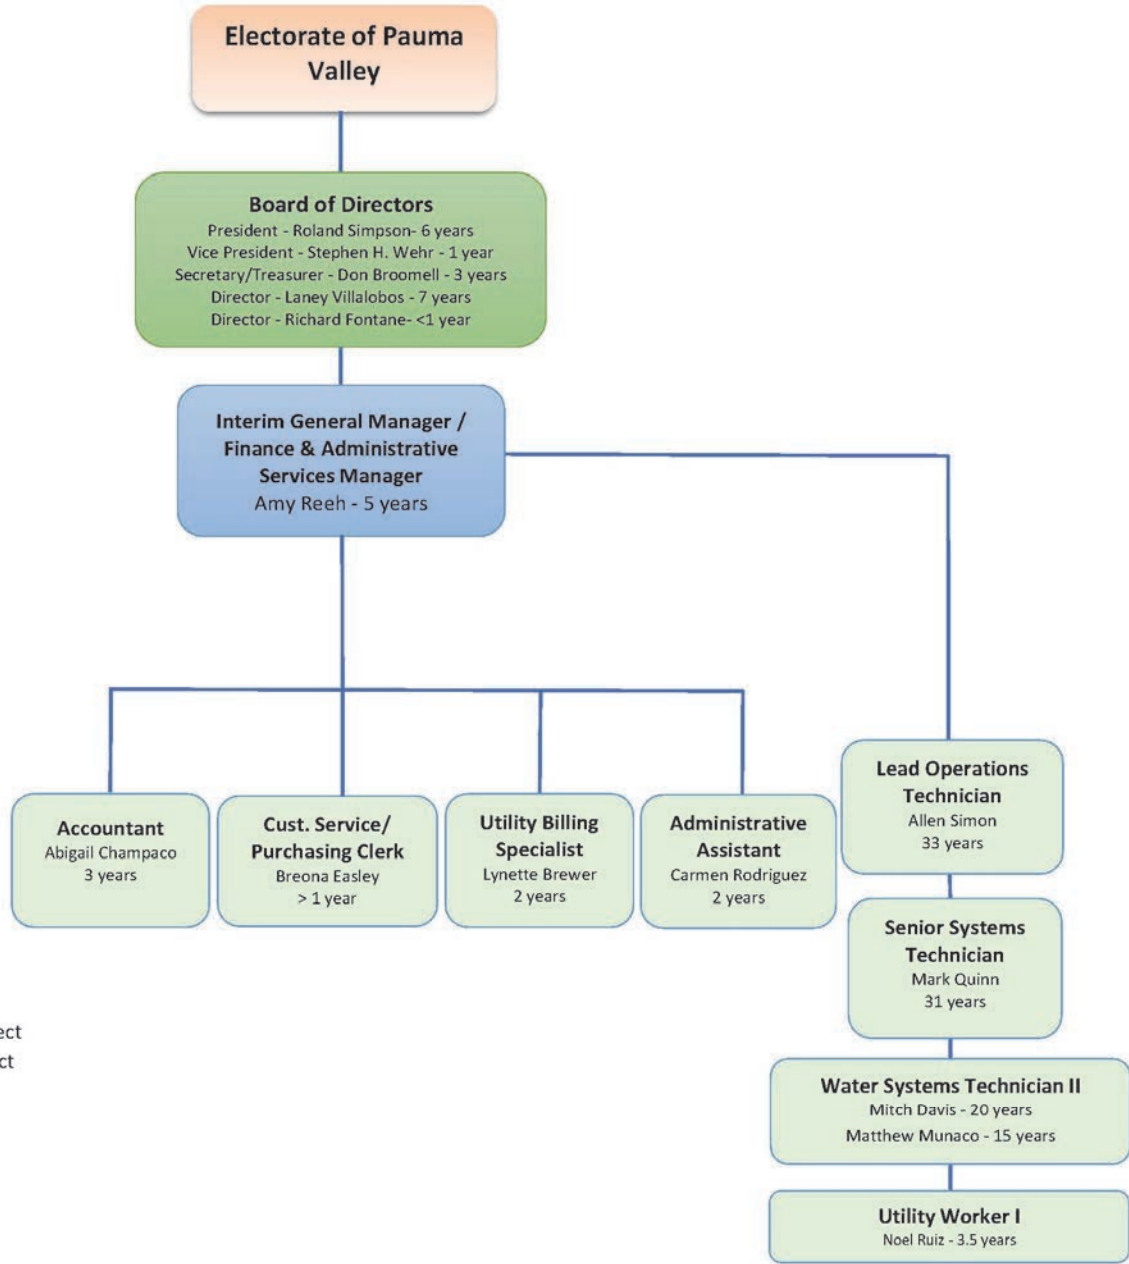 Electorate of Pauma
Valley
Board of Directors
President - Roland Simpson- 6 years
Vice President - Stephen H. Wehr - 1 year
Secretary/Treasurer - Don Broomell - 3 years
Director - Laney Villalobos - 7 years
Director - Richard Fontane- <1 year
Interim General Manager /
Finance & Administrative
Services Manager
Amy Reeh - 5 years
Accountant
Abigail Champaco
3 years
Cust. Service/
Purchasing Clerk
Breona Easley
> 1 year
Utility Billing
Specialist
Lynette Brewer
2 years
Administrative
Assistant
Carmen Rodriguez
2 years
Lead Operations
Technician
Allen Simon
33 years
Senior Systems
Technician
Mark Quinn
31 years
ect
ct
Water Systems Technician II
Mitch Davis - 20 years
Matthew Munaco - 15 years
Utility Worker I
Noel Ruiz - 3.5 years